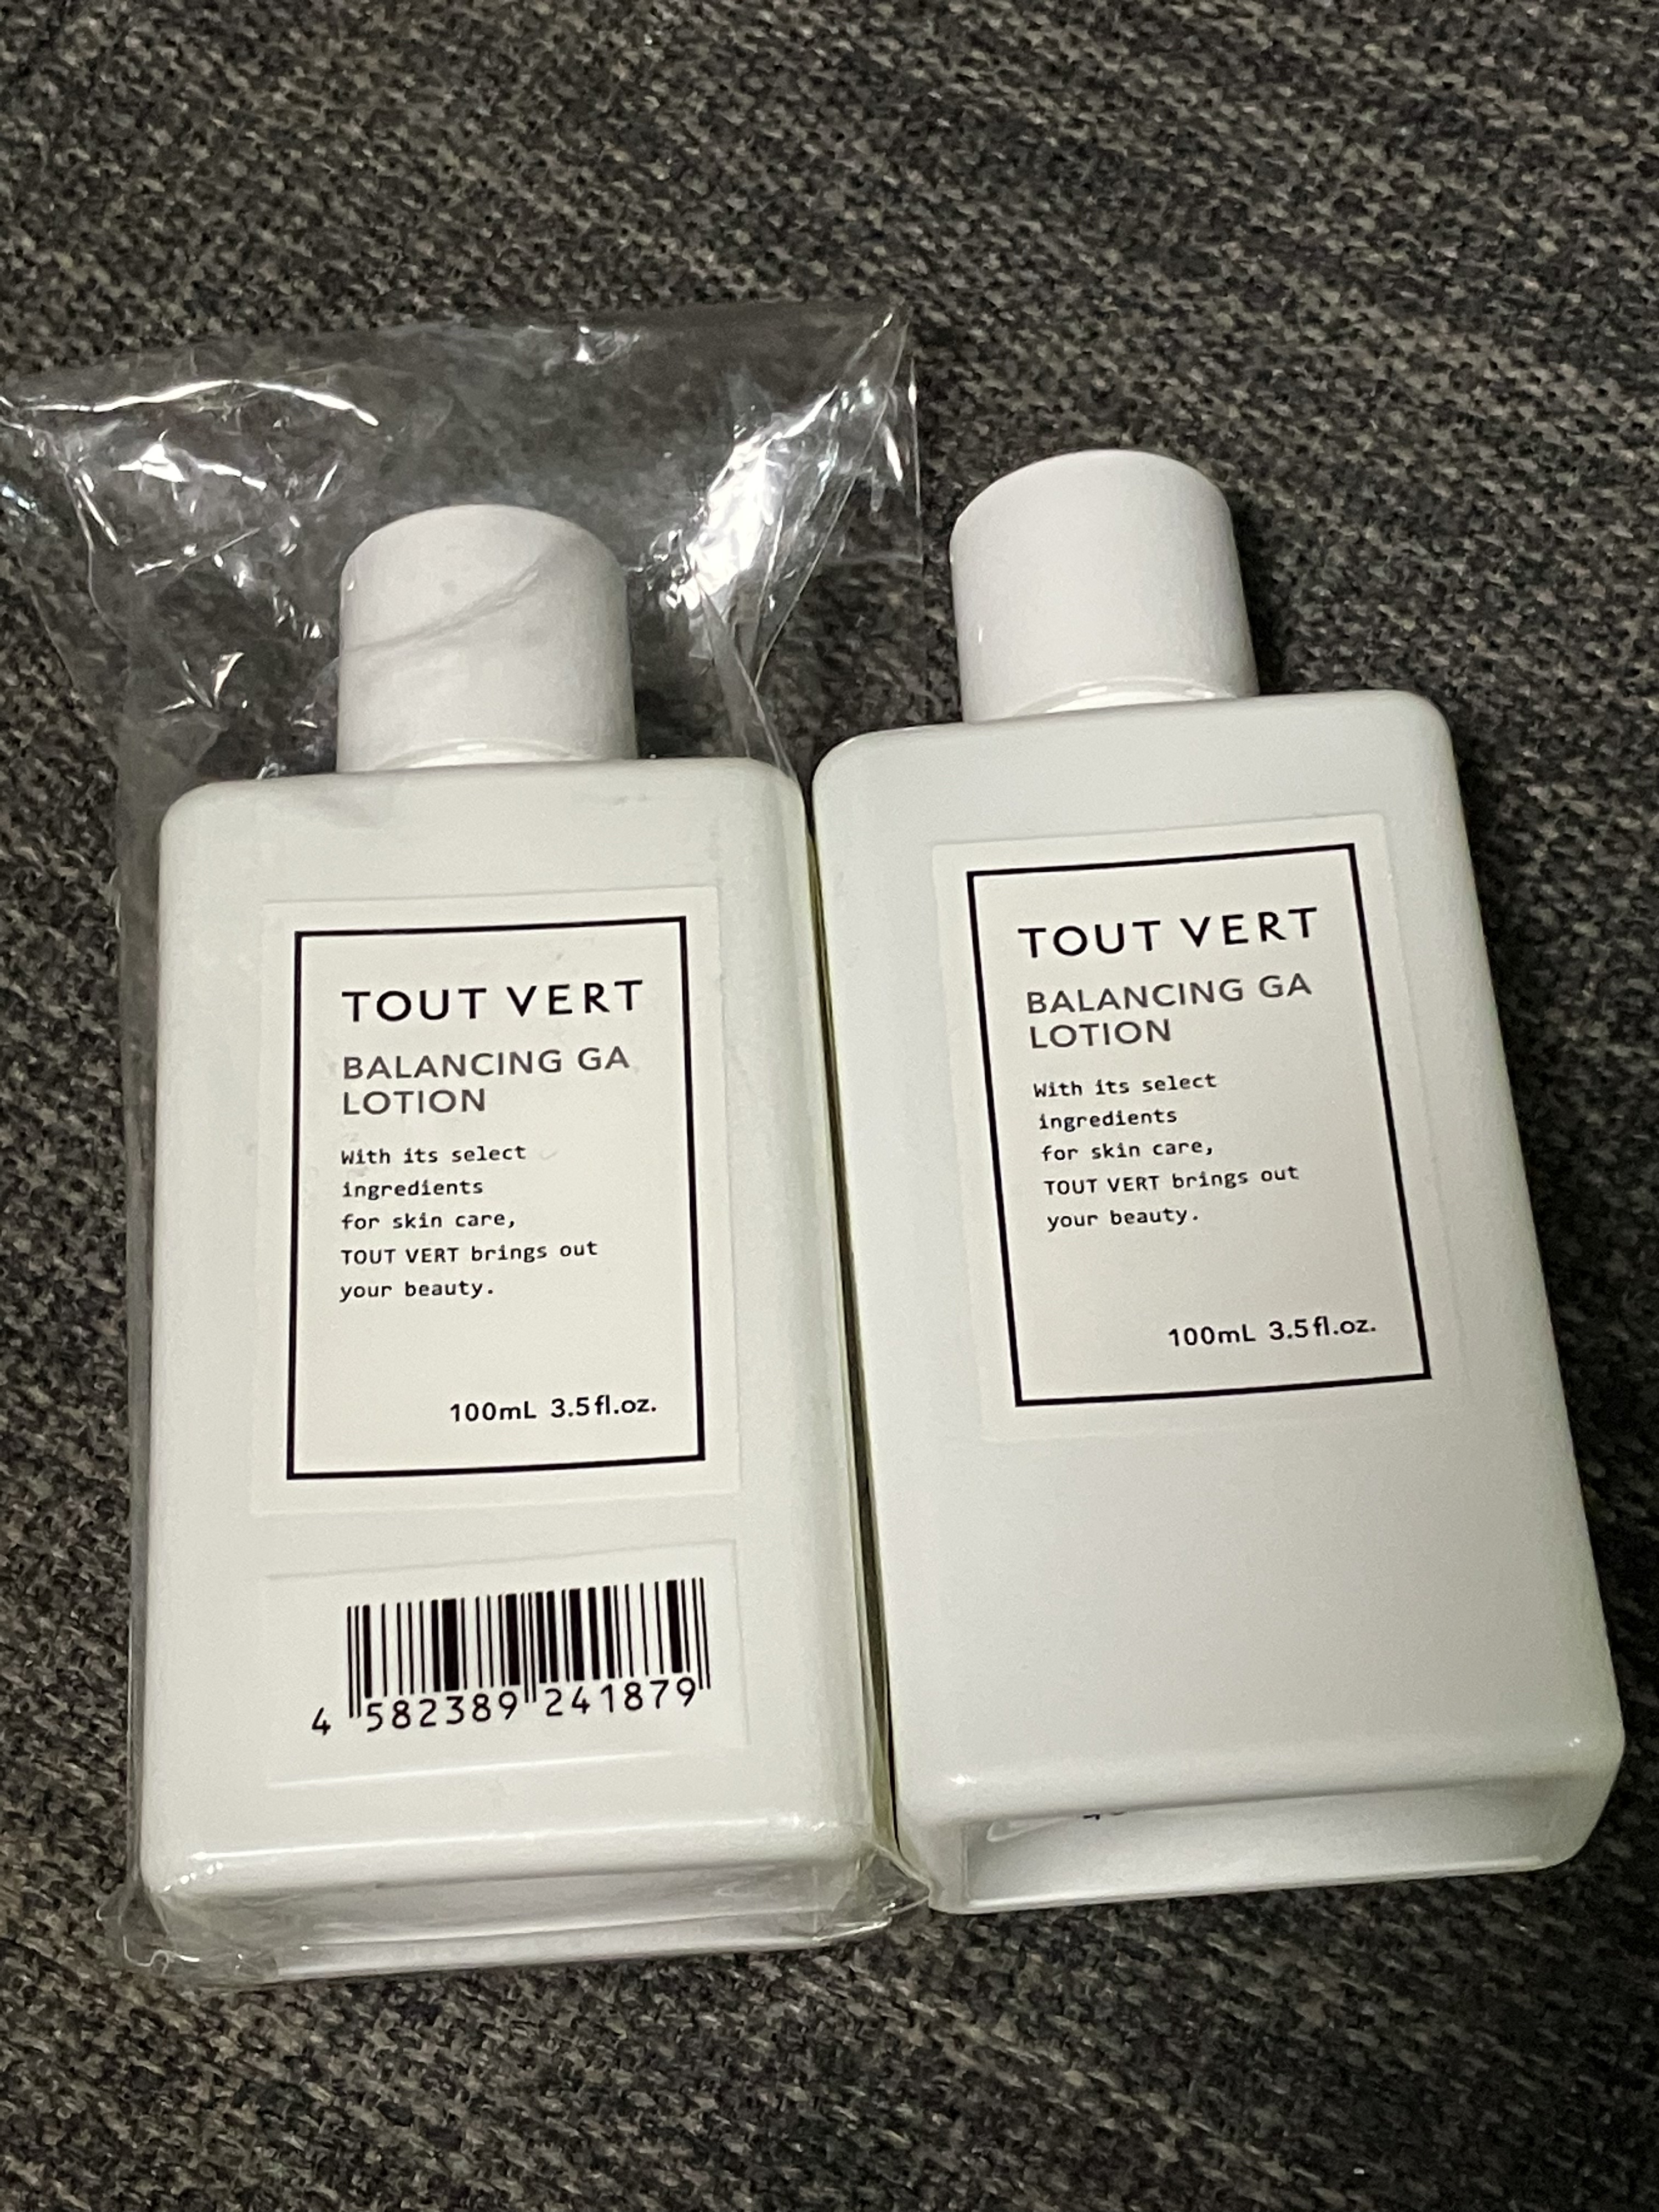 TOUT VERT
BALANCING GA
LOTION
With its select
ingredients
for skin care,
TOUT VERT brings out
your beauty.
100mL 3.5fl.oz.
4 582389 241879
TOUT VERT
BALANCING GA
LOTION
With its select
ingredients
for skin care,
TOUT VERT brings out
your beauty.
100mL 3.5fl.oz.